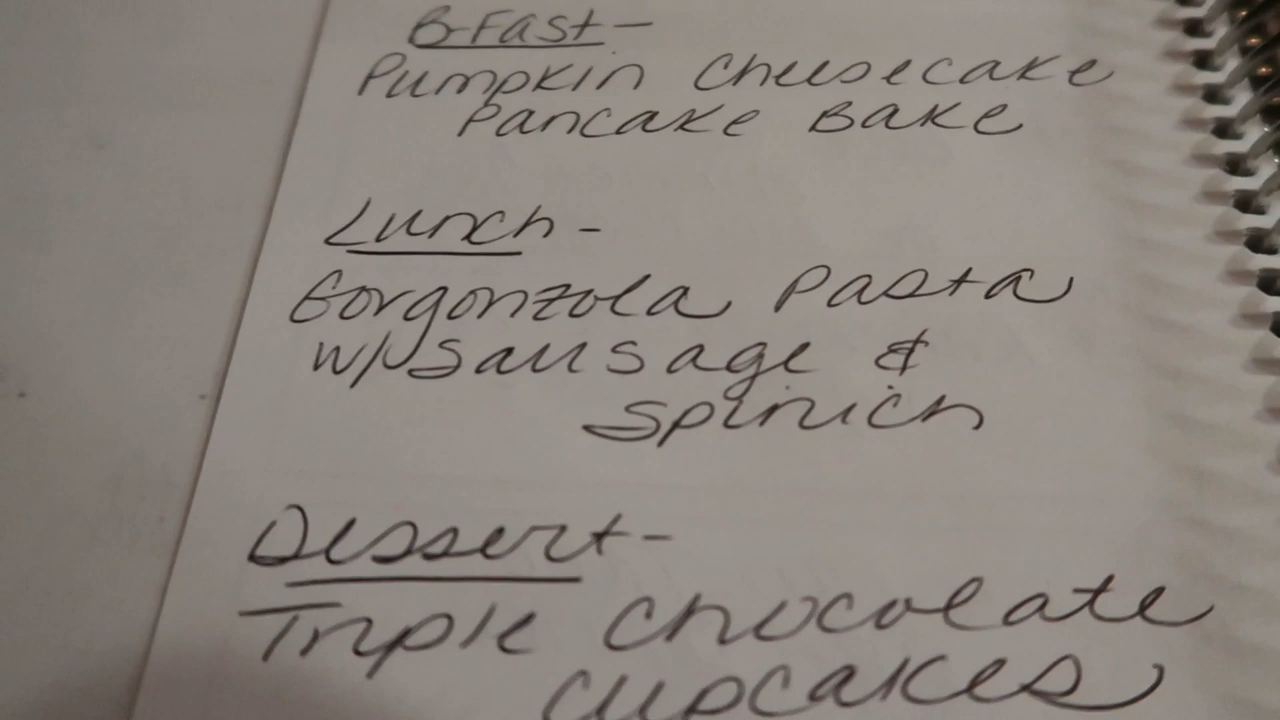 B-Fast-
Pumpkin Cheesecake
Pancake Bake
Lunch-
Gorgonzola Pasta
w/ Sausage &
Spinich
Dessert-
Triple Chocolate
Cupcakes